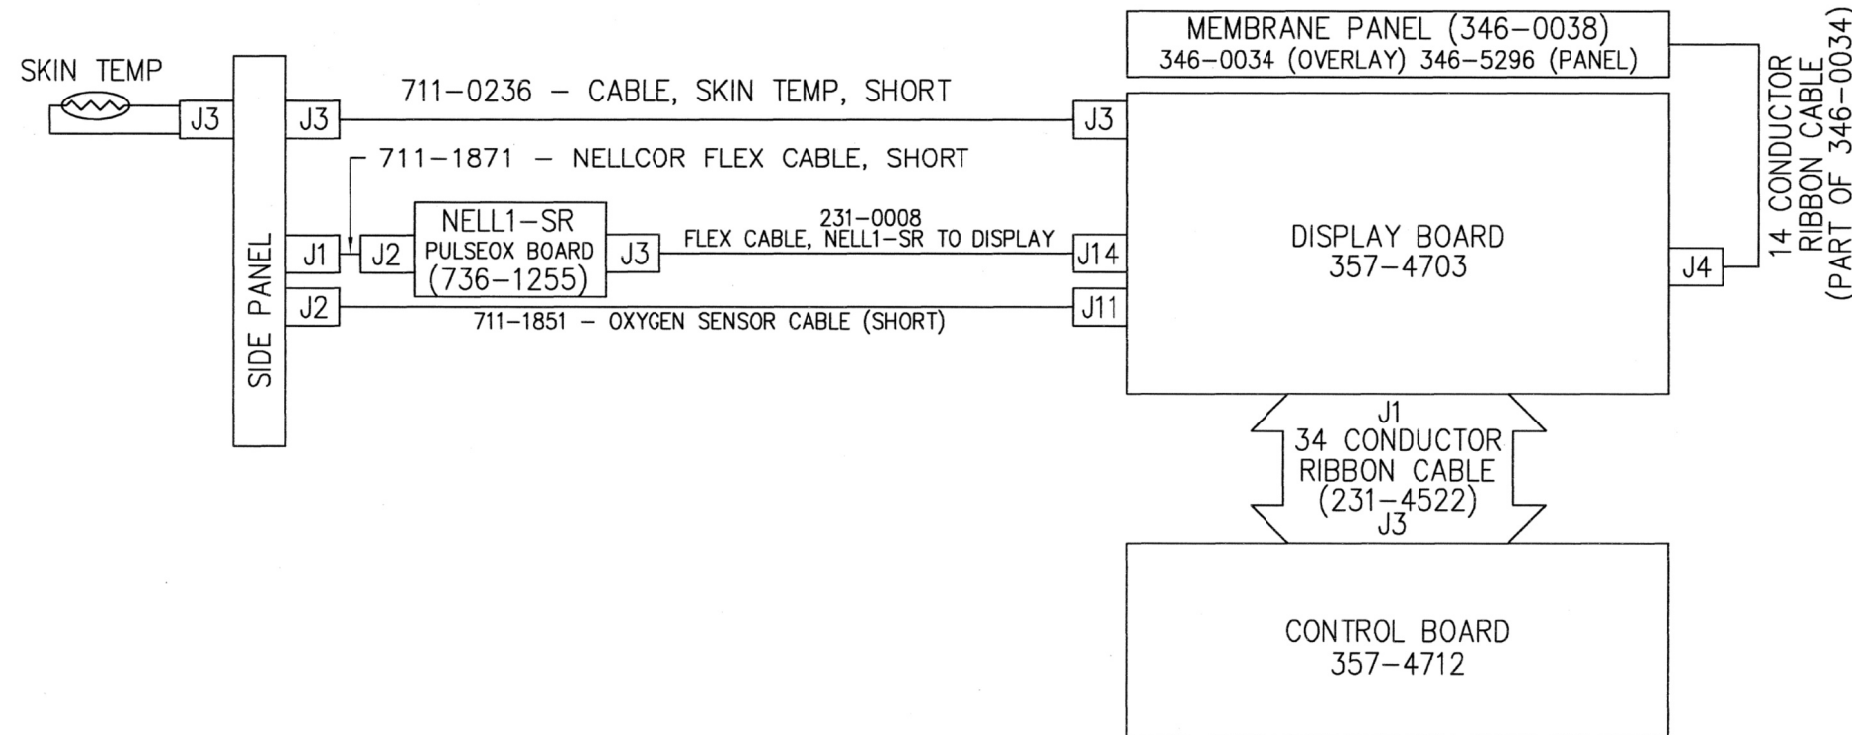 MEMBRANE PANEL (346-0038)
346-0034 (OVERLAY) 346-5296 (PANEL)
14 CONDUCTOR
RIBBON CABLE
(PART OF 346-0034)
SKIN TEMP
J3
J3
711-0236 - CABLE, SKIN TEMP, SHORT
J3
711-1871 - NELLCOR FLEX CABLE, SHORT
SIDE PANEL
J1
J2
NELL1-SR
PULSEOX BOARD
(736-1255)
J3
231-0008
FLEX CABLE, NELL1-SR TO DISPLAY
J14
DISPLAY BOARD
357-4703
J4
J2
711-1851 - OXYGEN SENSOR CABLE (SHORT)
J11
J1
34 CONDUCTOR
RIBBON CABLE
(231-4522)
J3
CONTROL BOARD
357-4712